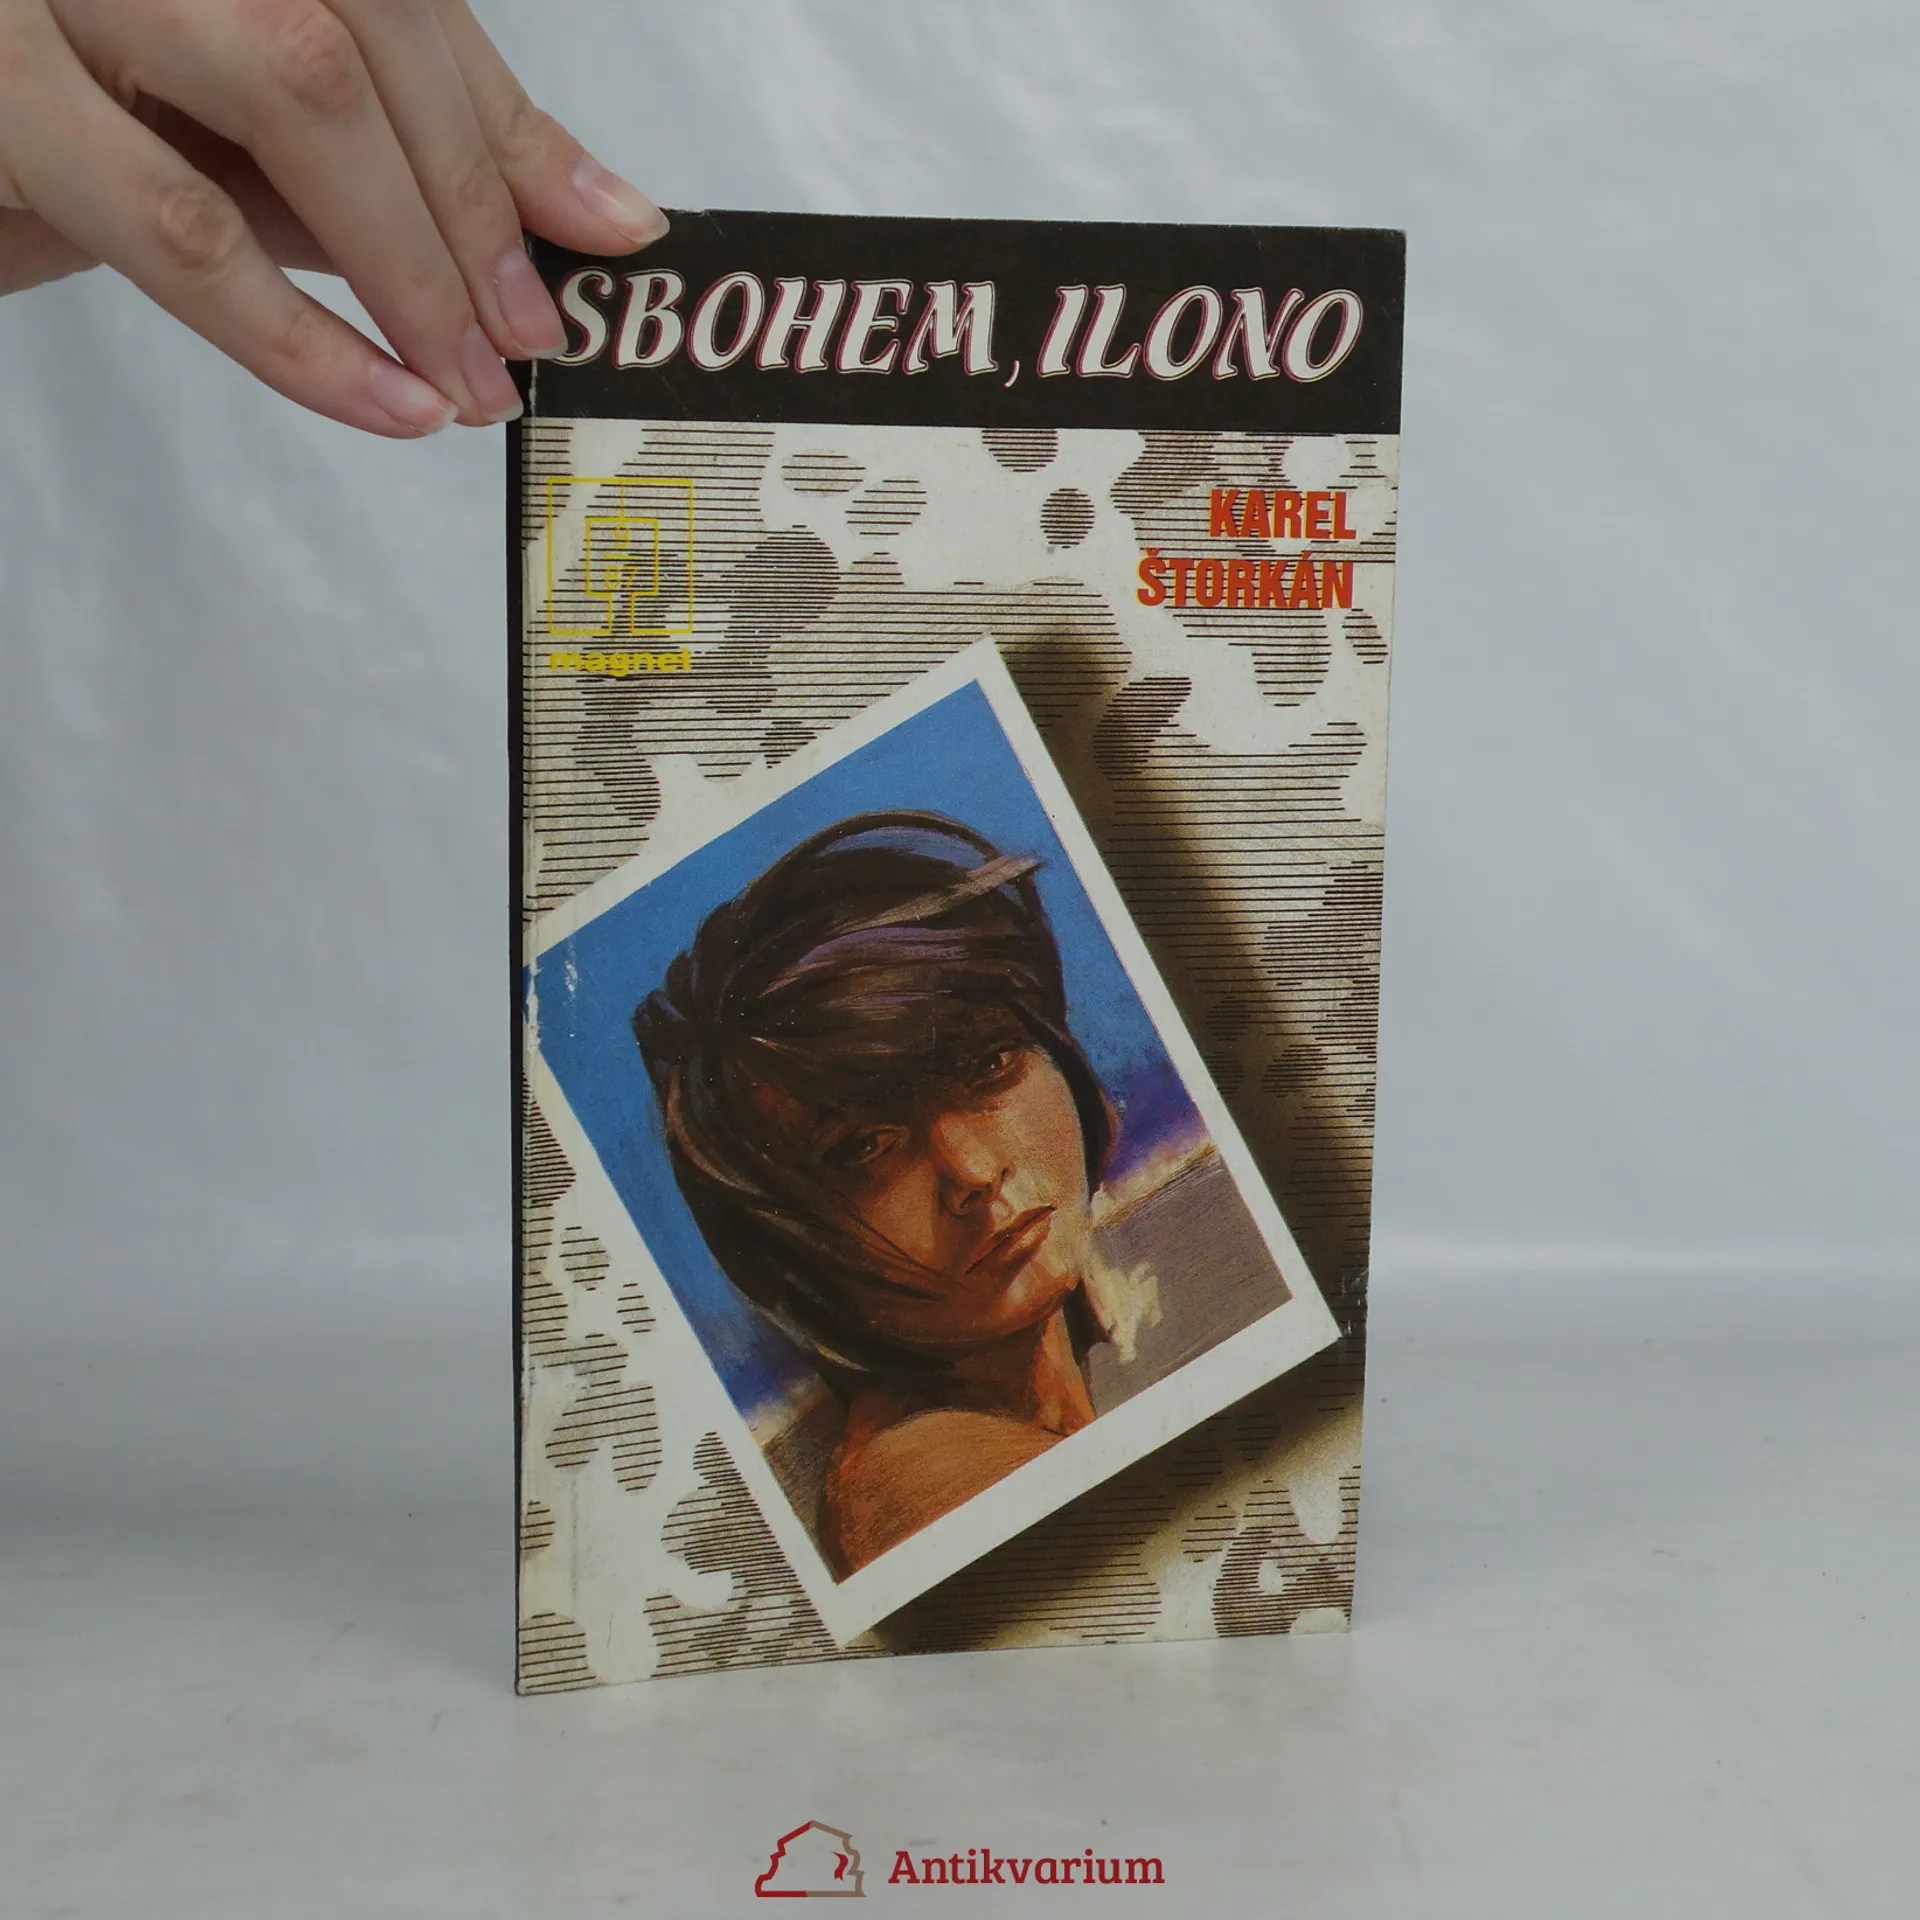 SBOHEM, ILONO
KAREL
ŠTORKÁN
9
87
magnet
Antikvarium